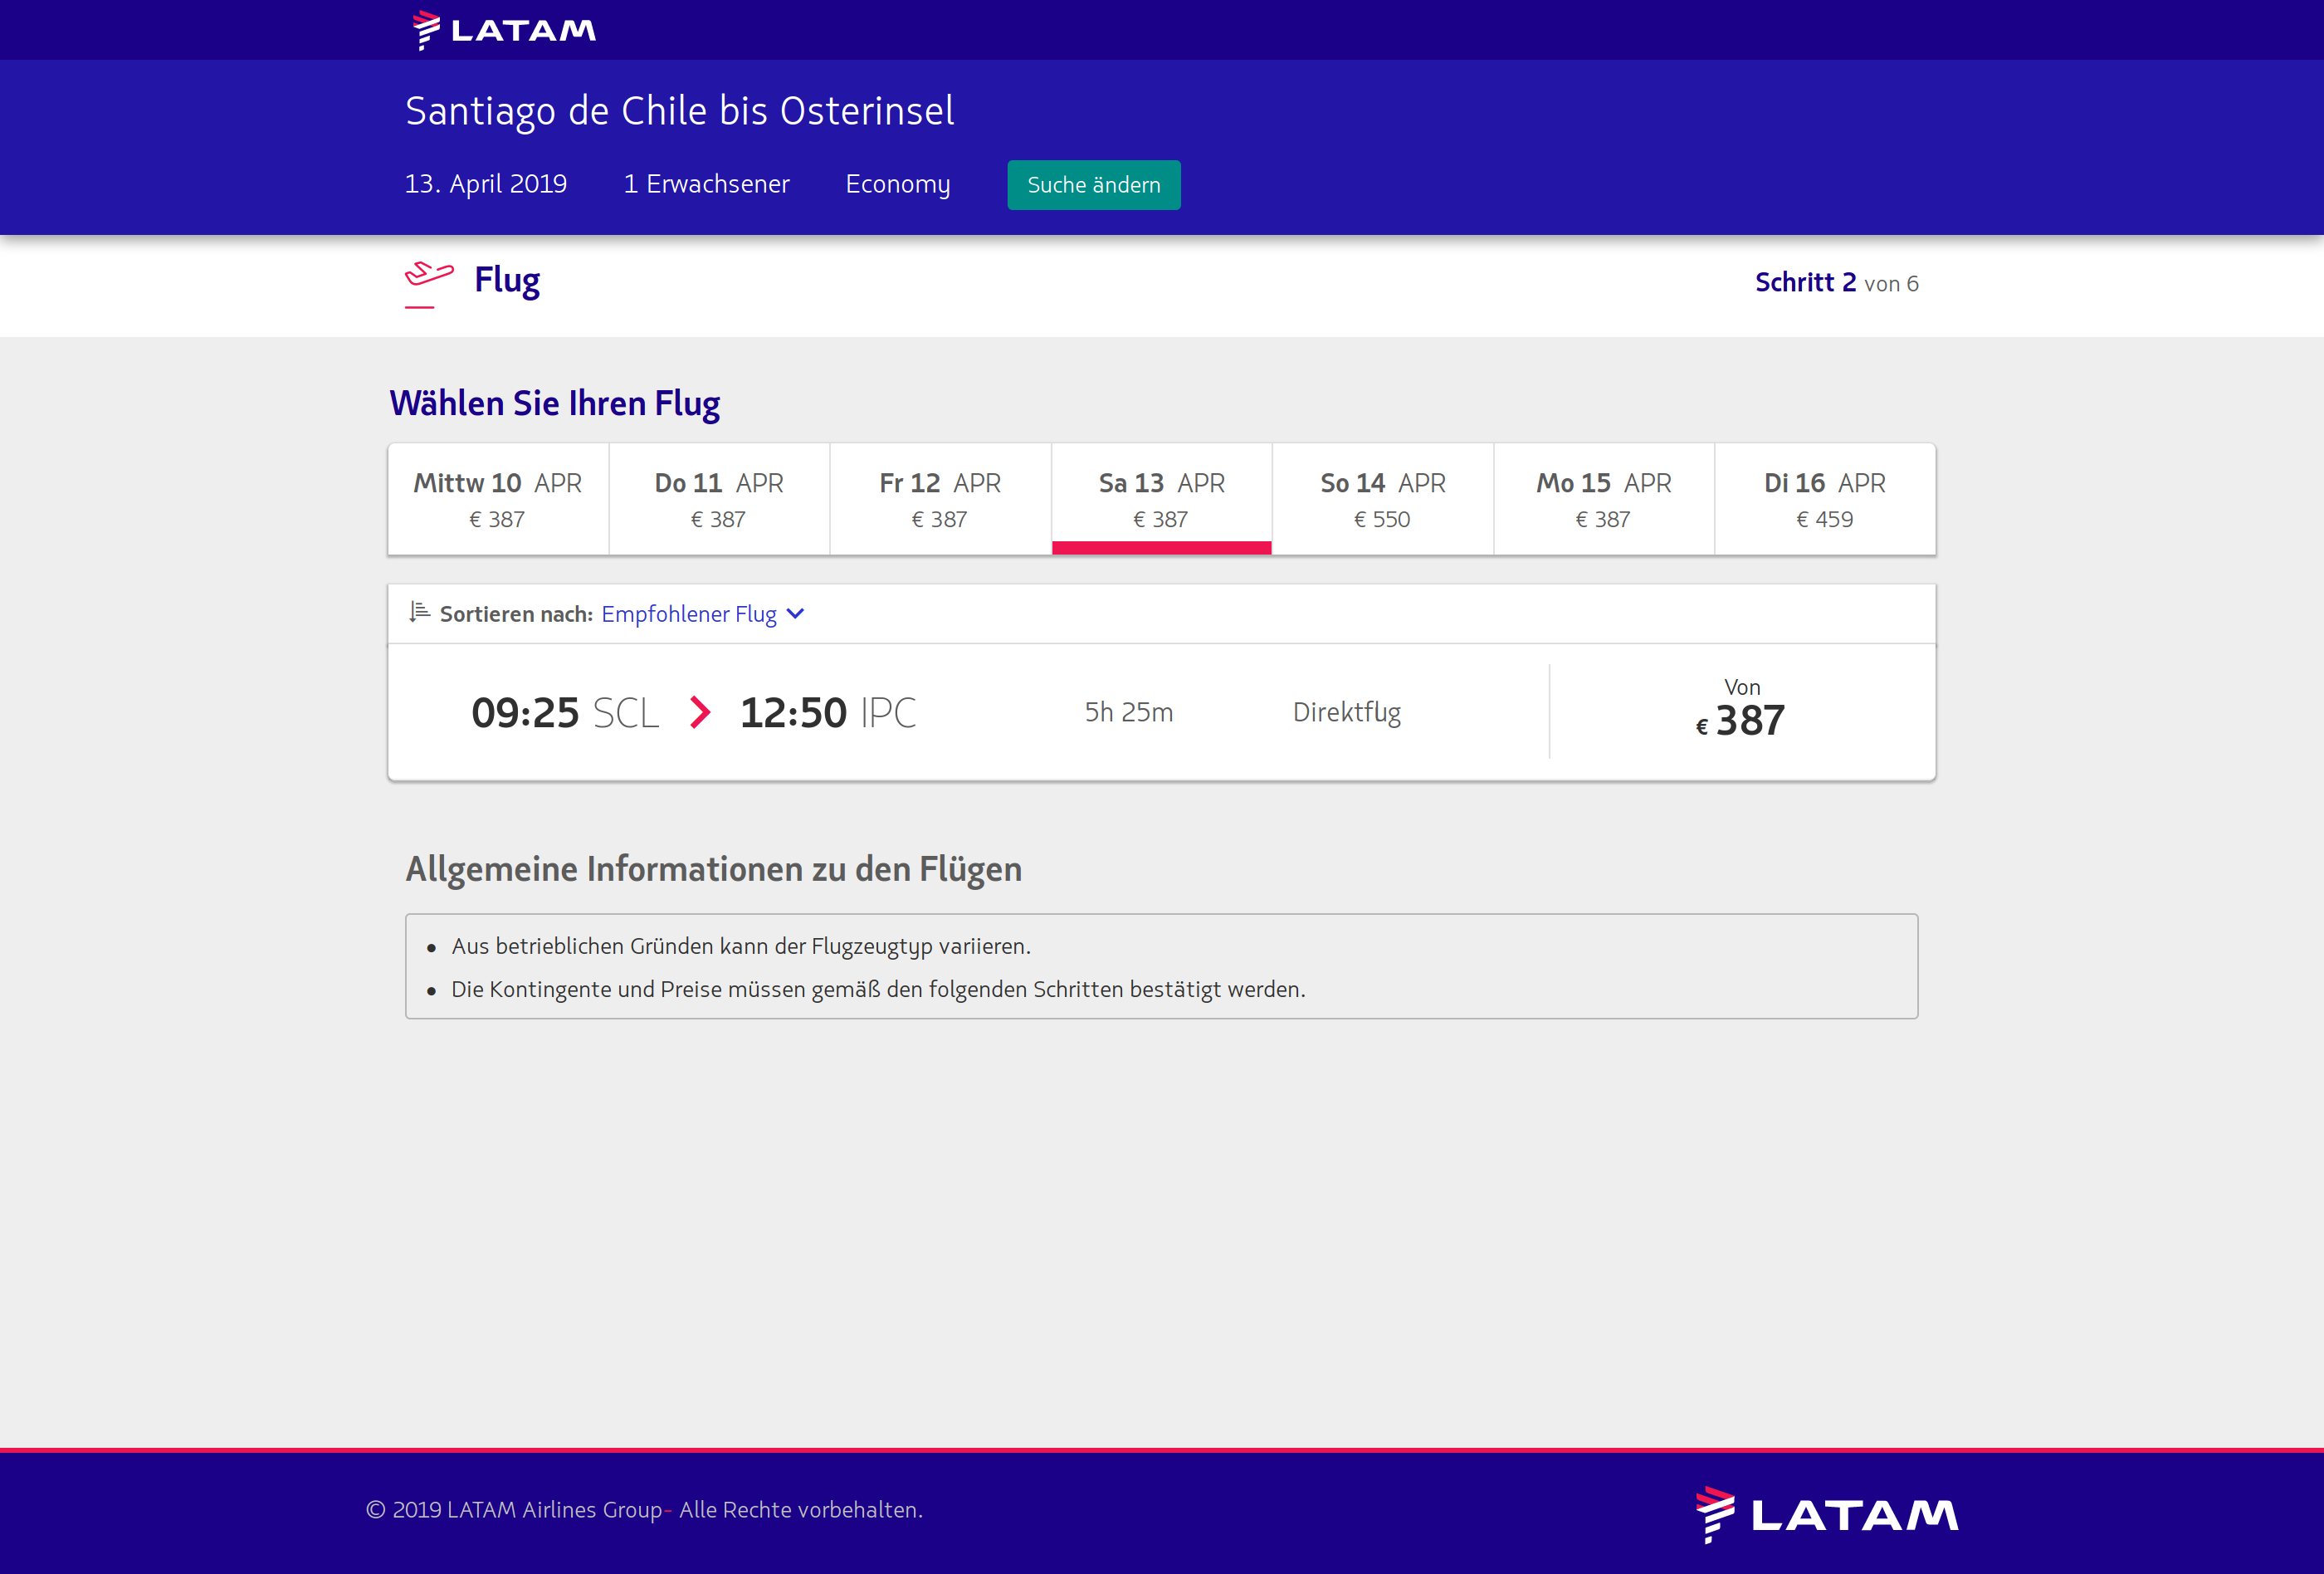 LATAM
Santiago de Chile bis Osterinsel
13. April 2019 1 Erwachsener Economy Suche ändern
Flug Schritt 2 von 6
Wählen Sie Ihren Flug
Mittw 10 APR Do 11 APR Fr 12 APR Sa 13 APR So 14 APR Mo 15 APR Di 16 APR
€ 387 € 387 € 387 € 387 € 550 € 387 € 459
Sortieren nach: Empfohlener Flug
Von
09:25 SCL 12:50 IPC 5h 25m Direktflug € 387
Allgemeine Informationen zu den Flügen
• Aus betrieblichen Gründen kann der Flugzeugtyp variieren.
• Die Kontingente und Preise müssen gemäß den folgenden Schritten bestätigt werden.
© 2019 LATAM Airlines Group- Alle Rechte vorbehalten. LATAM